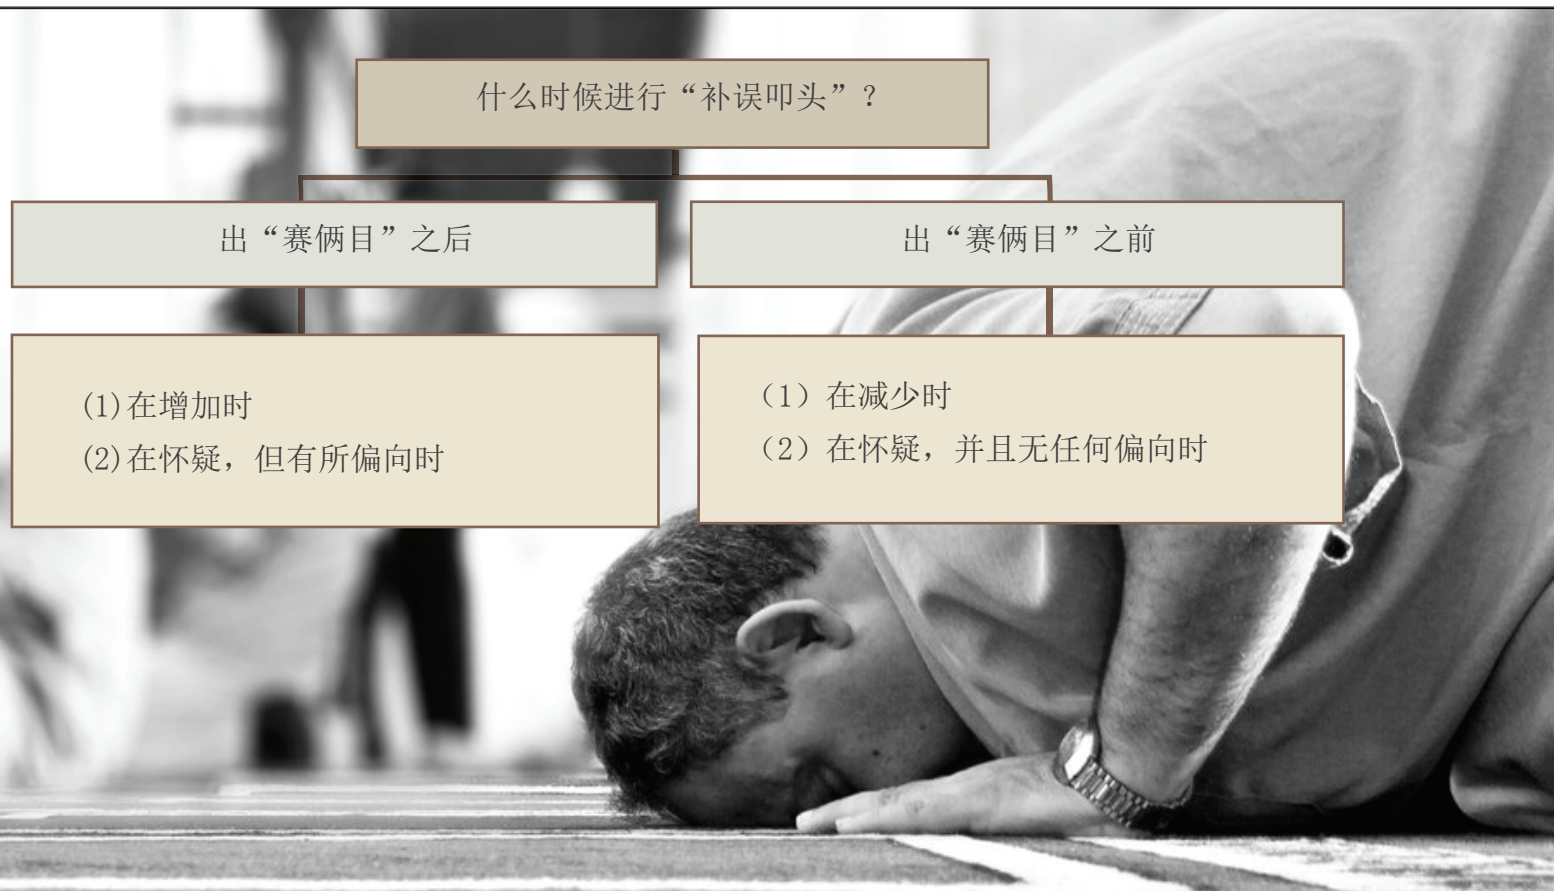 什么时候进行“补误叩头”？
出“赛俩目”之后
出“赛俩目”之前
(1)在增加时
(2)在怀疑，但有所偏向时
（1）在减少时
（2）在怀疑，并且无任何偏向时